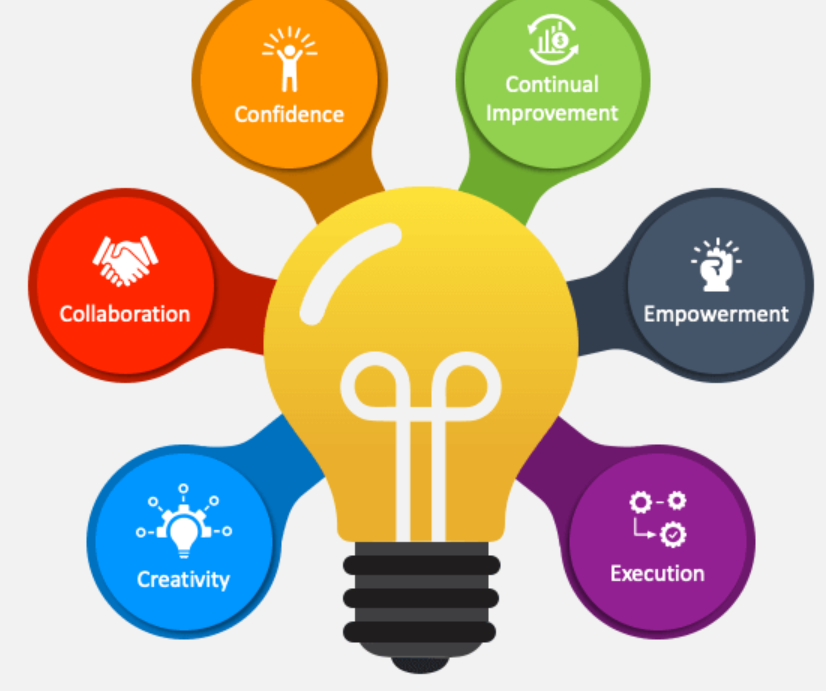 Confidence
Continual
Improvement
Collaboration
Empowerment
Creativity
Execution